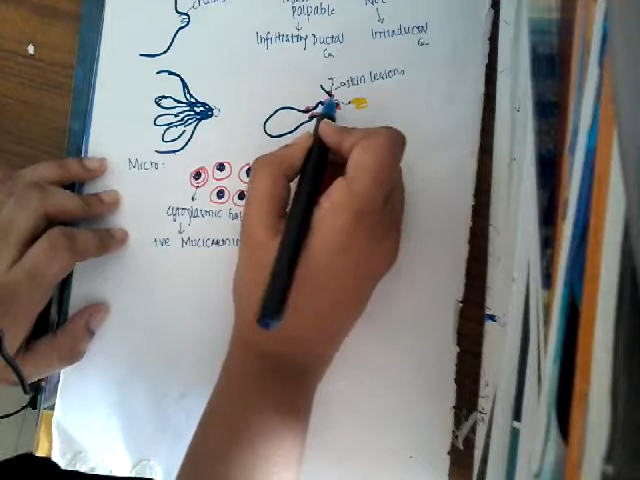 Palpable
Infiltrating Ductal
Ca.
Intraductal
Ca.
skin lesions
Micro:
cytoplasmic
+ve Mucicarmin